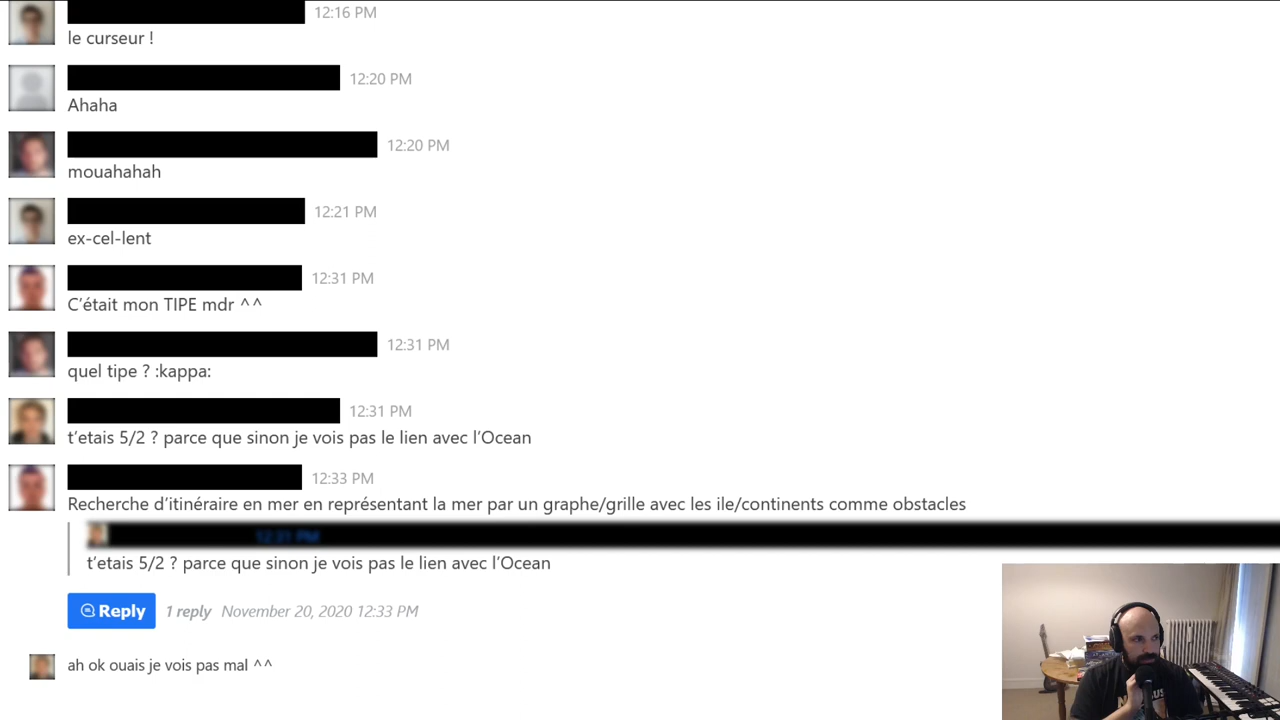 12:16 PM
le curseur !
12:20 PM
Ahaha
12:20 PM
mouahahah
12:21 PM
ex-cel-lent
12:31 PM
C'était mon TIPE mdr ^^
12:31 PM
quel tipe ? :kappa:
12:31 PM
t'etais 5/2 ? parce que sinon je vois pas le lien avec l'Ocean
12:33 PM
Recherche d'itinéraire en mer en représentant la mer par un graphe/grille avec les ile/continents comme obstacles
12:31 PM
t'etais 5/2 ? parce que sinon je vois pas le lien avec l'Ocean
Reply 1 reply November 20, 2020 12:33 PM
ah ok ouais je vois pas mal ^^